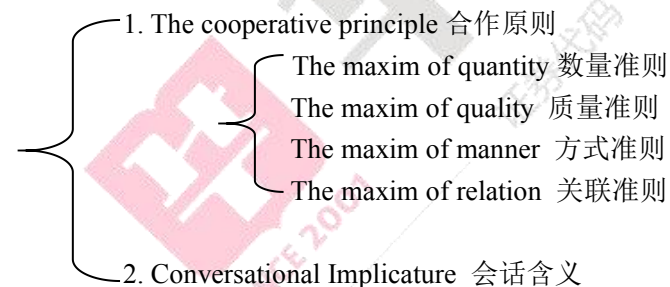 1. The cooperative principle 合作原则
The maxim of quantity 数量准则
The maxim of quality 质量准则
The maxim of manner 方式准则
The maxim of relation 关联准则
2. Conversational Implicature 会话含义